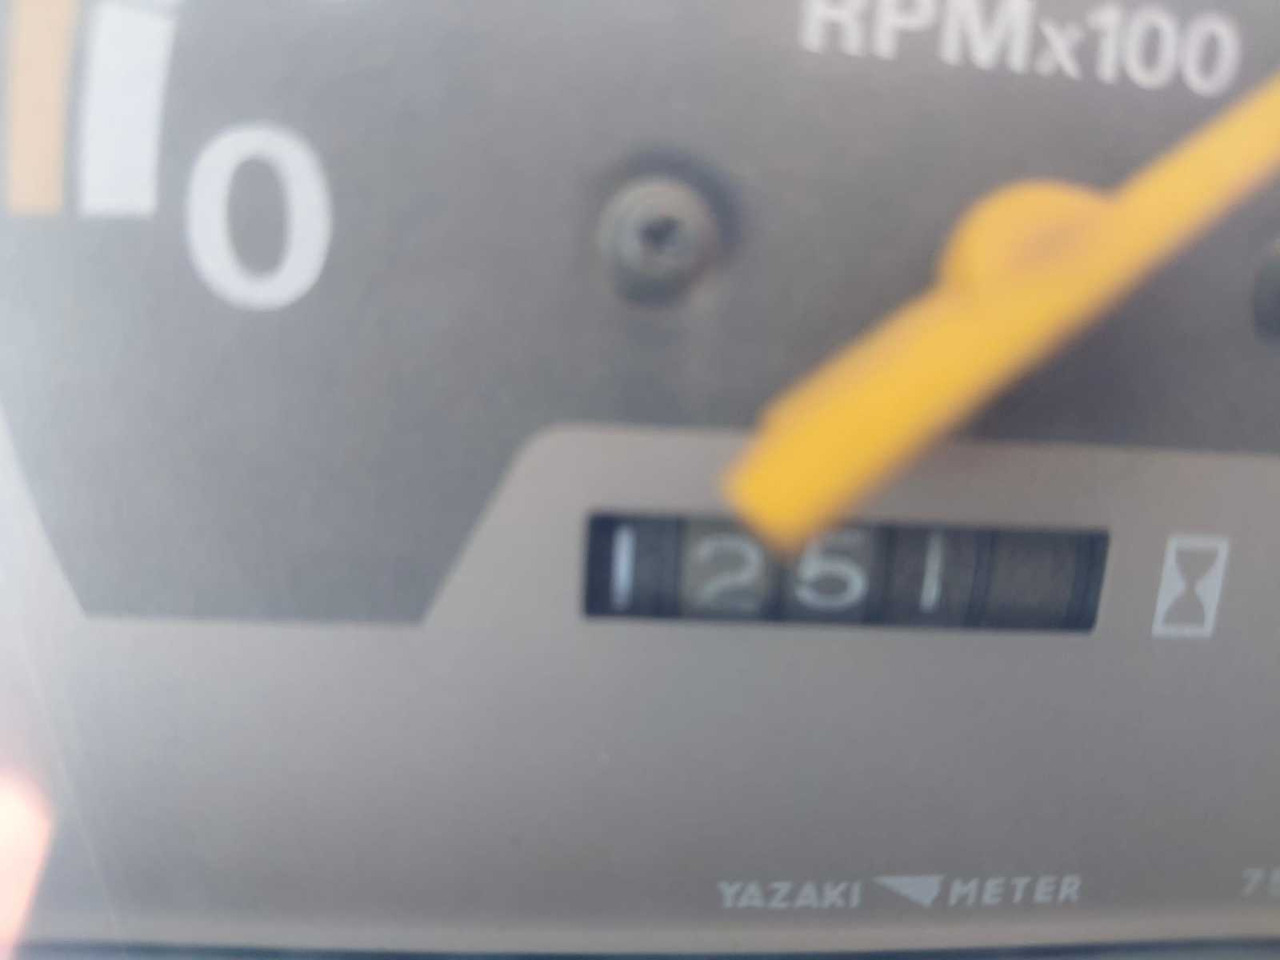 RPMx100
0
1251
YAZAKI METER